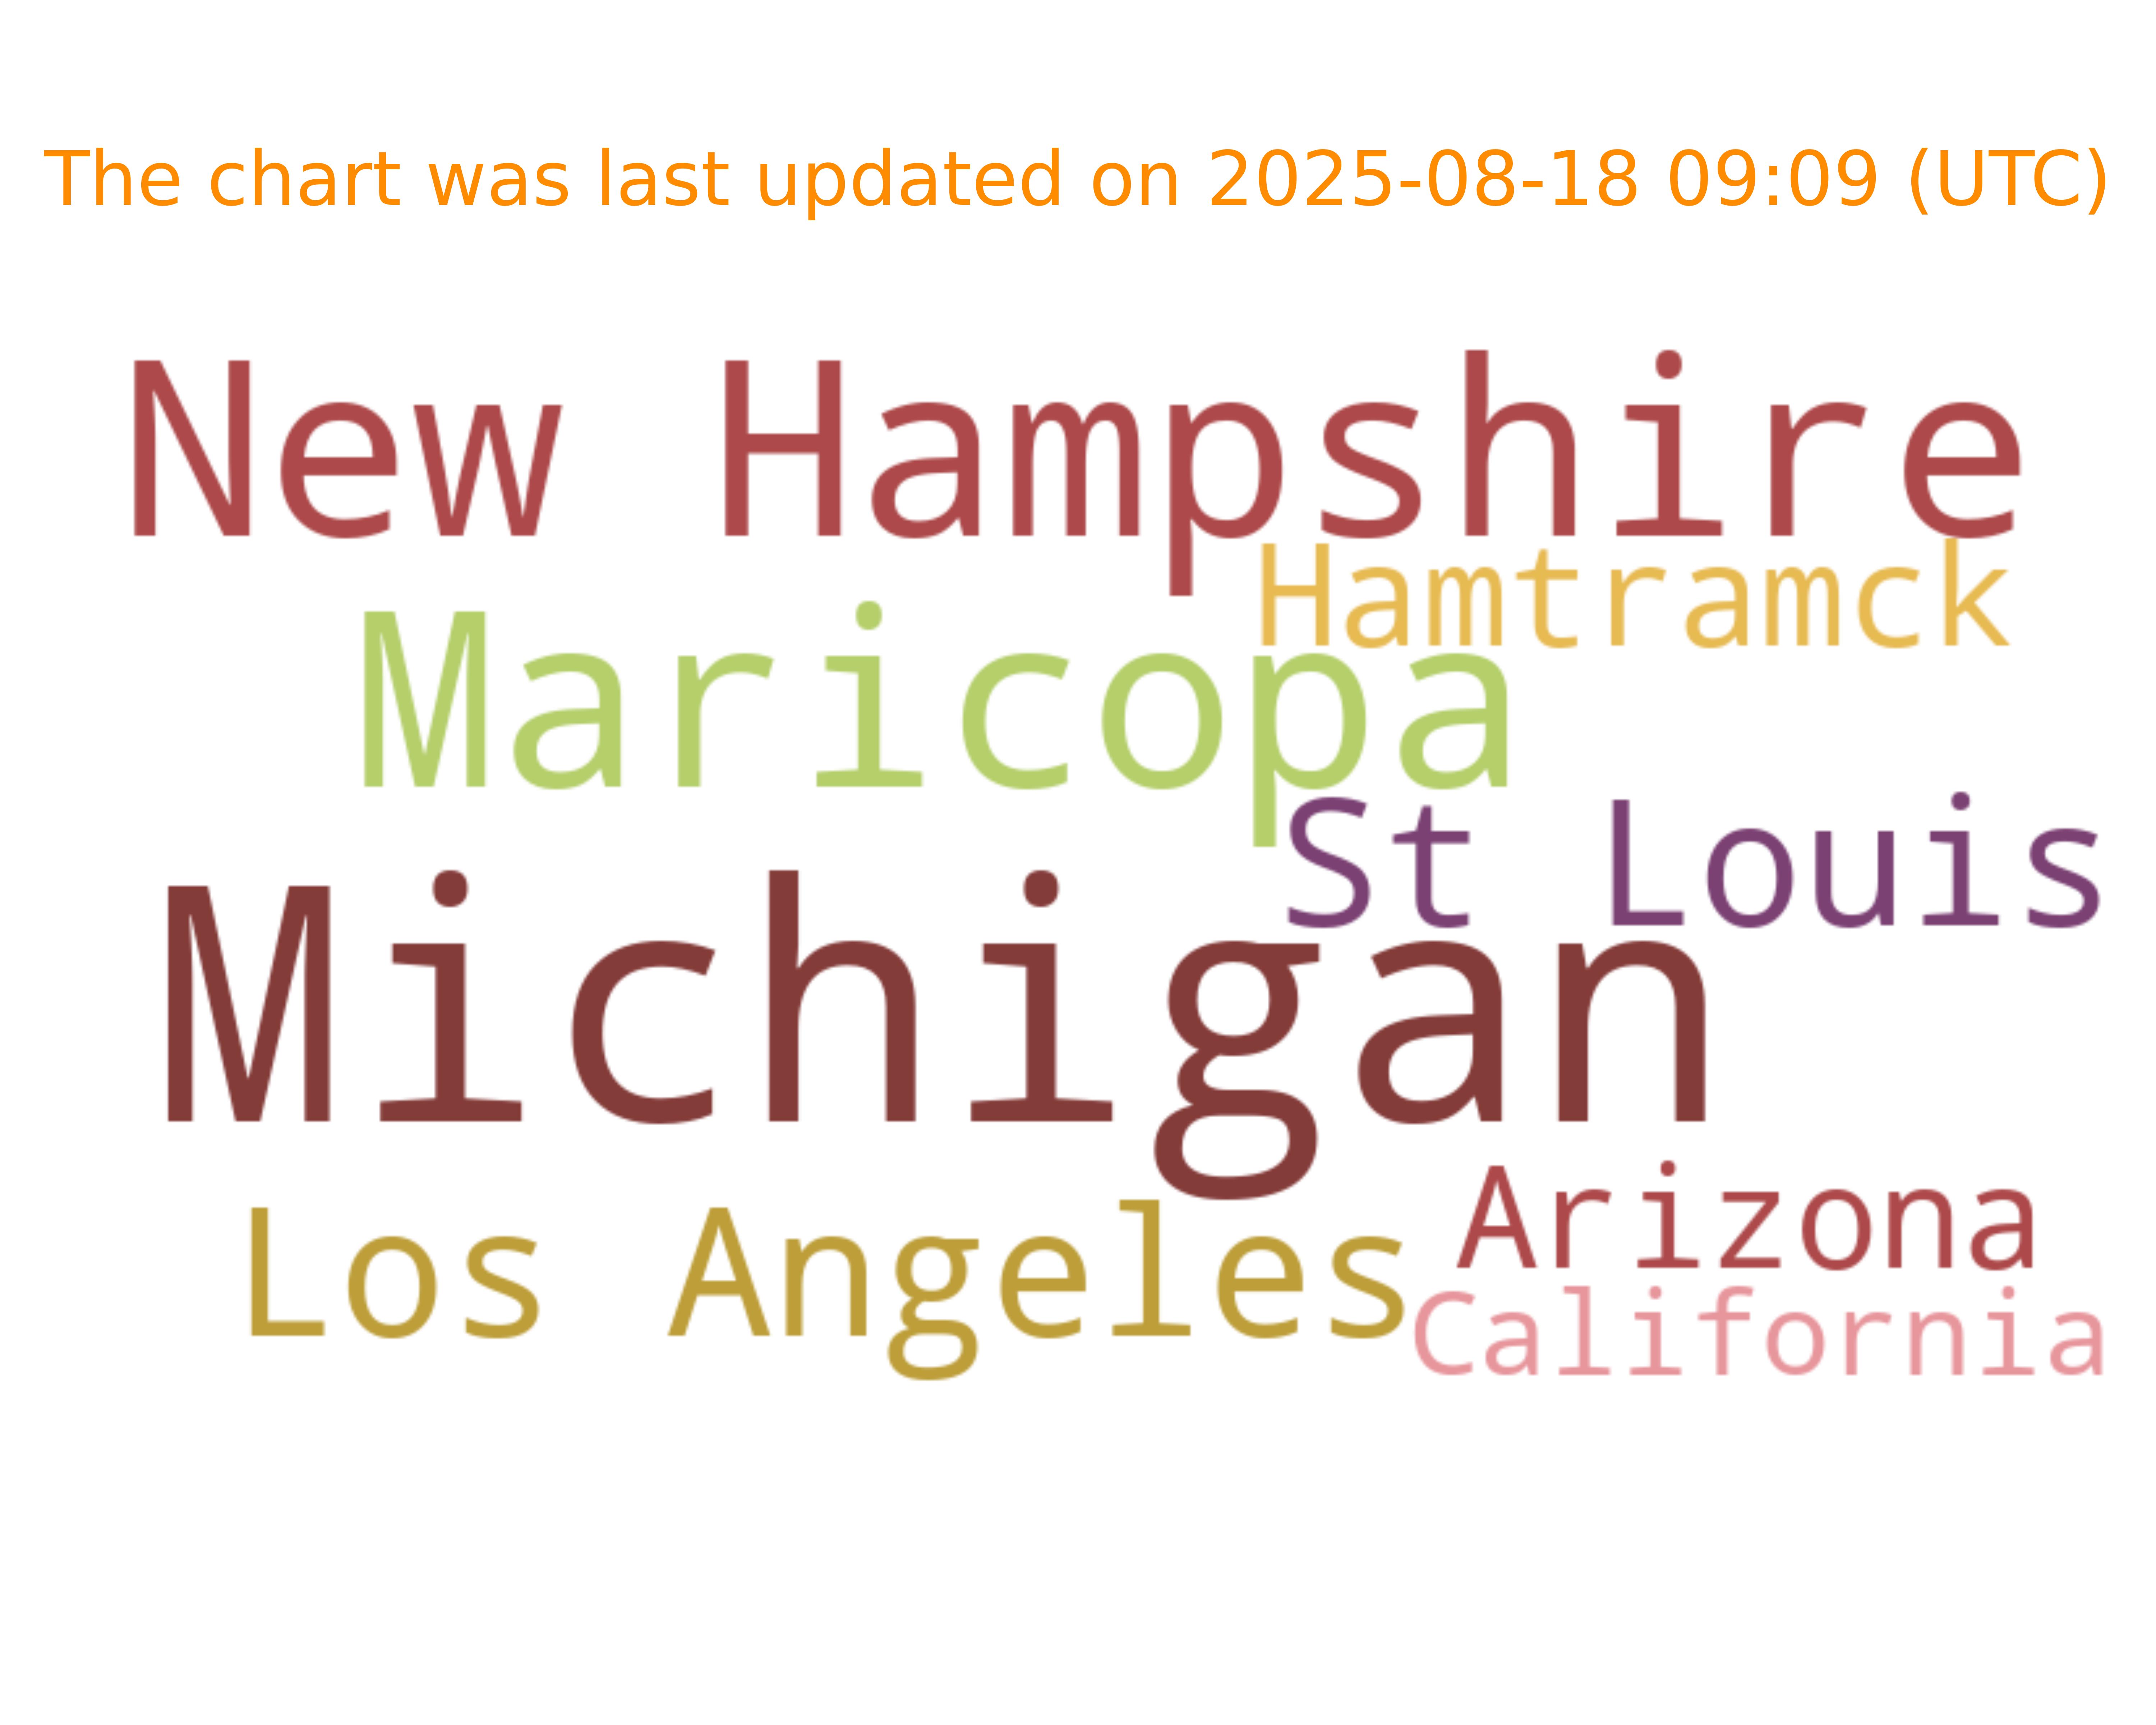 The chart was last updated on 2025-08-18 09:09 (UTC)
New Hampshire
Hamtramck
Maricopa
St Louis
Michigan
Arizona
Los Angeles
California